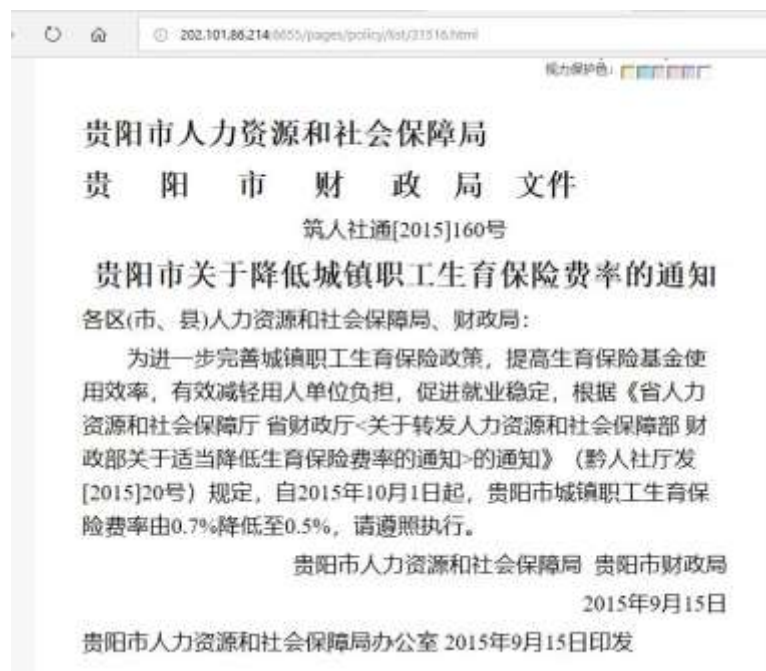 202.101.86.214:6655/pages/policy/list/31516.html
视力保护色:
贵阳市人力资源和社会保障局
贵阳市财政局 文件
筑人社通[2015]160号
贵阳市关于降低城镇职工生育保险费率的通知
各区(市、县)人力资源和社会保障局、财政局:
为进一步完善城镇职工生育保险政策,提高生育保险基金使
用效率,有效减轻用人单位负担,促进就业稳定,根据《省人力
资源和社会保障厅 省财政厅<关于转发人力资源和社会保障部 财
政部关于适当降低生育保险费率的通知>的通知》(黔人社厅发
[2015]20号)规定,自2015年10月1日起,贵阳市城镇职工生育保
险费率由0.7%降低至0.5%,请遵照执行。
贵阳市人力资源和社会保障局 贵阳市财政局
2015年9月15日
贵阳市人力资源和社会保障局办公室 2015年9月15日印发